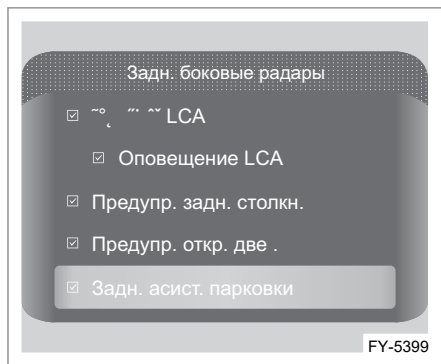 Задн. боковые радары
LCA
Оповещение LCA
Предупр. задн. столкн.
Предупр. откр. две .
Задн. асист. парковки
FY-5399